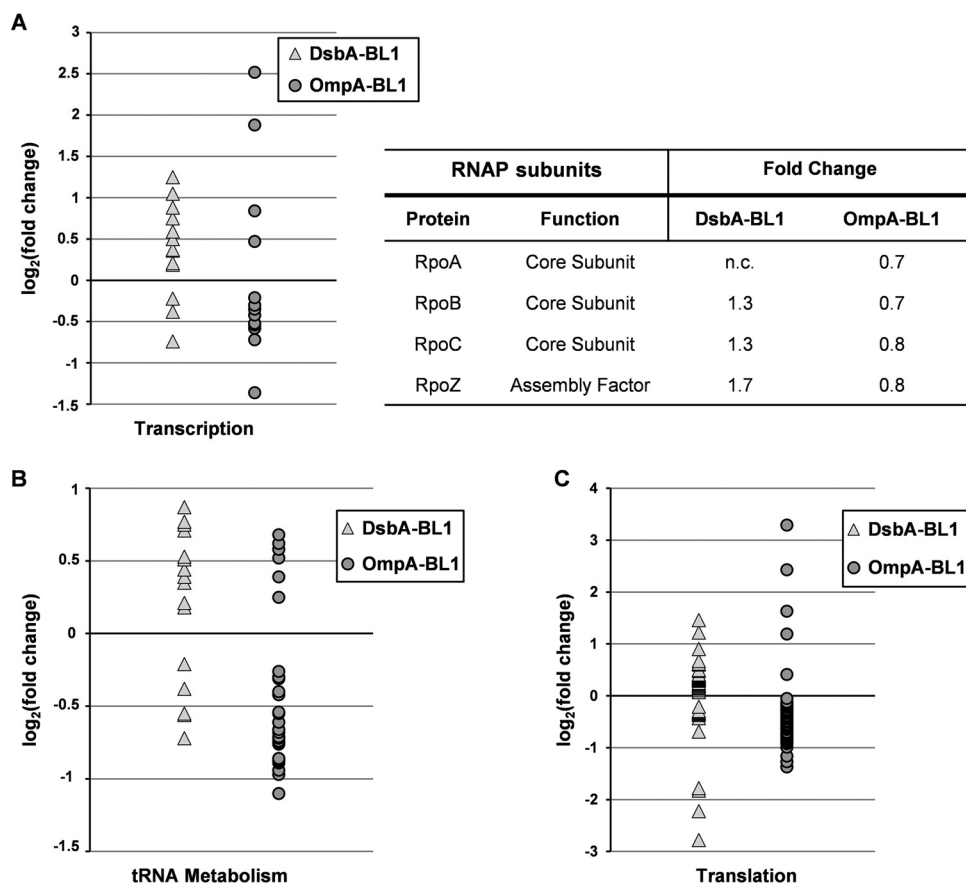 A
3
2.5
2
1.5
1
0.5
0
-0.5
-1
-1.5
log2(fold change)
Transcription
DsbA-BL1
OmpA-BL1
RNAP subunits Fold Change
Protein Function DsbA-BL1 OmpA-BL1
RpoA Core Subunit n.c. 0.7
RpoB Core Subunit 1.3 0.7
RpoC Core Subunit 1.3 0.8
RpoZ Assembly Factor 1.7 0.8
B
1
0.5
0
-0.5
-1
-1.5
log2(fold change)
tRNA Metabolism
DsbA-BL1
OmpA-BL1
C
4
3
2
1
0
-1
-2
-3
log2(fold change)
Translation
DsbA-BL1
OmpA-BL1